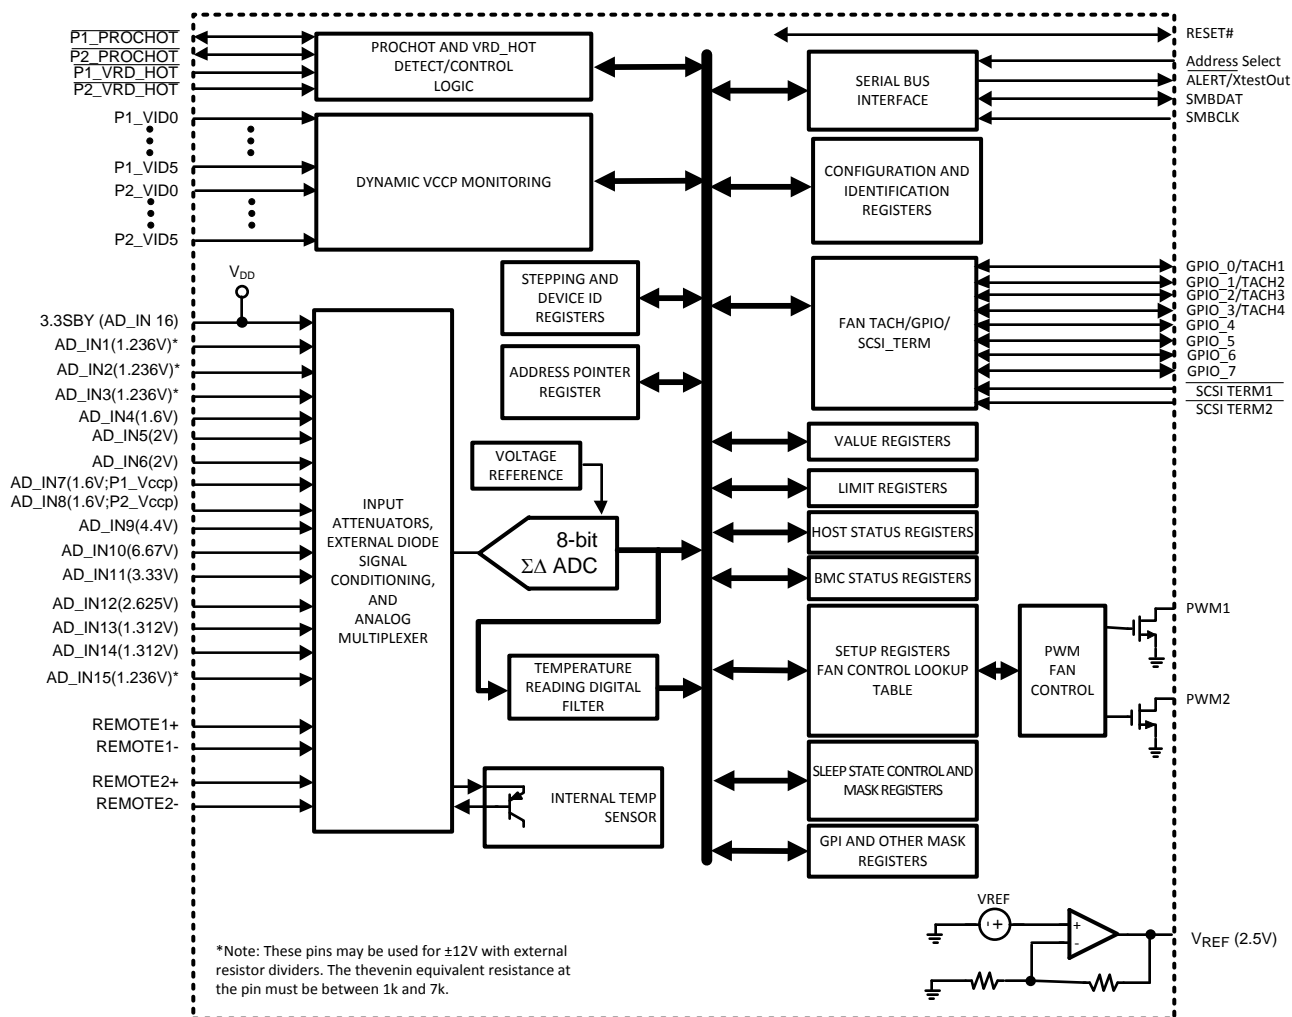 P1_PROCHOT
P2_PROCHOT
P1_VRD_HOT
P2_VRD_HOT
P1_VID0
P1_VID5
P2_VID0
P2_VID5
VDD
3.3SBY (AD_IN 16)
AD_IN1(1.236V)*
AD_IN2(1.236V)*
AD_IN3(1.236V)*
AD_IN4(1.6V)
AD_IN5(2V)
AD_IN6(2V)
AD_IN7(1.6V;P1_Vccp)
AD_IN8(1.6V;P2_Vccp)
AD_IN9(4.4V)
AD_IN10(6.67V)
AD_IN11(3.33V)
AD_IN12(2.625V)
AD_IN13(1.312V)
AD_IN14(1.312V)
AD_IN15(1.236V)*
REMOTE1+
REMOTE1-
REMOTE2+
REMOTE2-
PROCHOT AND VRD_HOT
DETECT/CONTROL
LOGIC
DYNAMIC VCCP MONITORING
STEPPING AND
DEVICE ID
REGISTERS
ADDRESS POINTER
REGISTER
VOLTAGE
REFERENCE
INPUT
ATTENUATORS,
EXTERNAL DIODE
SIGNAL
CONDITIONING,
AND
ANALOG
MULTIPLEXER
8-bit
ΣΔ ADC
TEMPERATURE
READING DIGITAL
FILTER
INTERNAL TEMP
SENSOR
SERIAL BUS
INTERFACE
CONFIGURATION AND
IDENTIFICATION
REGISTERS
FAN TACH/GPIO/
SCSI_TERM
VALUE REGISTERS
LIMIT REGISTERS
HOST STATUS REGISTERS
BMC STATUS REGISTERS
SETUP REGISTERS
FAN CONTROL LOOKUP
TABLE
PWM
FAN
CONTROL
SLEEP STATE CONTROL AND
MASK REGISTERS
GPI AND OTHER MASK
REGISTERS
RESET#
Address Select
ALERT/XtestOut
SMBDAT
SMBCLK
GPIO_0/TACH1
GPIO_1/TACH2
GPIO_2/TACH3
GPIO_3/TACH4
GPIO_4
GPIO_5
GPIO_6
GPIO_7
SCSI TERM1
SCSI TERM2
PWM1
PWM2
VREF
- +
+
-
VREF (2.5V)
*Note: These pins may be used for ±12V with external
resistor dividers. The thevenin equivalent resistance at
the pin must be between 1k and 7k.